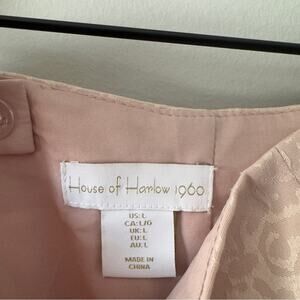 House of Harlow 1960
US: L
CA: L/G
UK: L
EU: L
AU: L
MADE IN
CHINA